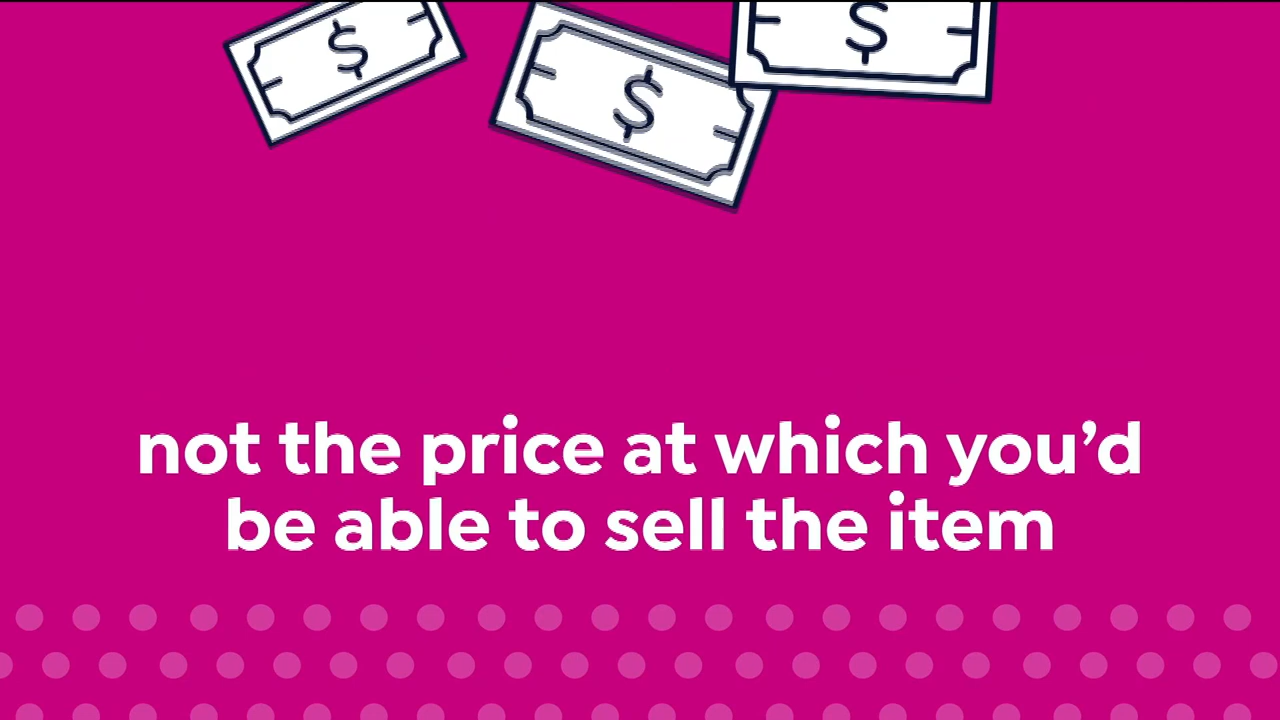 $
$
$
not the price at which you’d
be able to sell the item